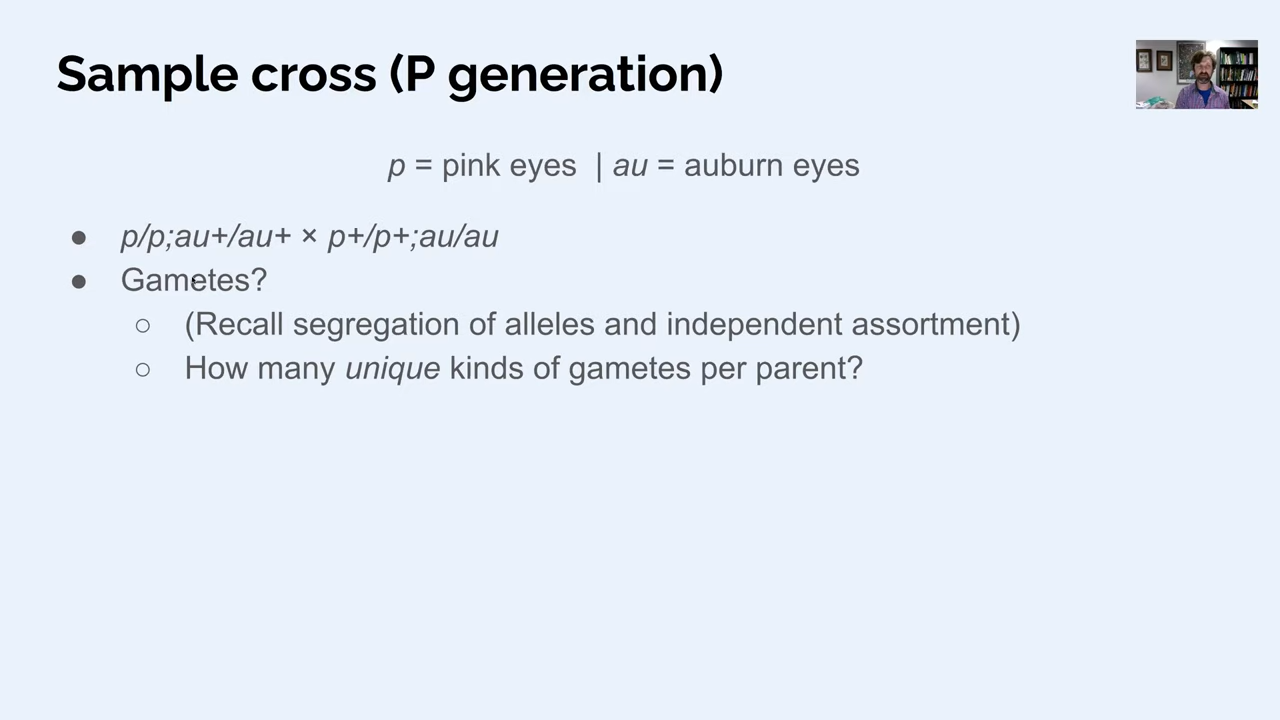 Sample cross (P generation)
p = pink eyes | au = auburn eyes
● p/p;au+/au+ × p+/p+;au/au
● Gametes?
○ (Recall segregation of alleles and independent assortment)
○ How many unique kinds of gametes per parent?